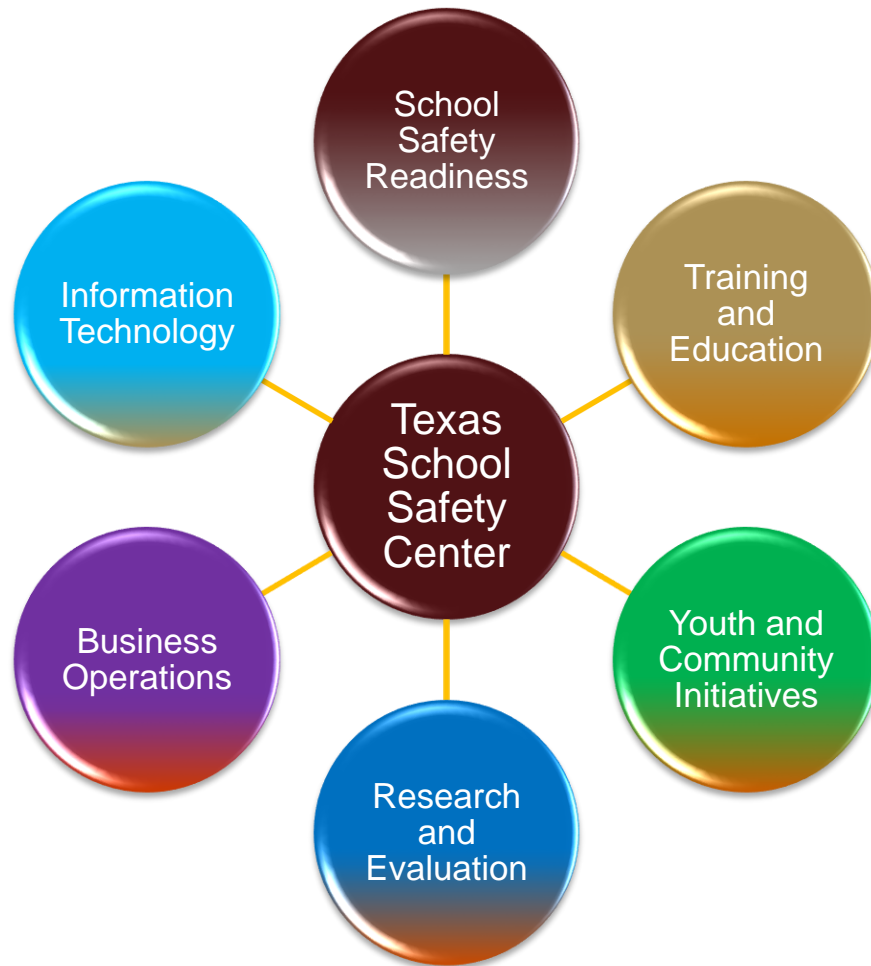 School
Safety
Readiness
Training
and
Education
Youth and
Community
Initiatives
Research
and
Evaluation
Business
Operations
Information
Technology
Texas
School
Safety
Center